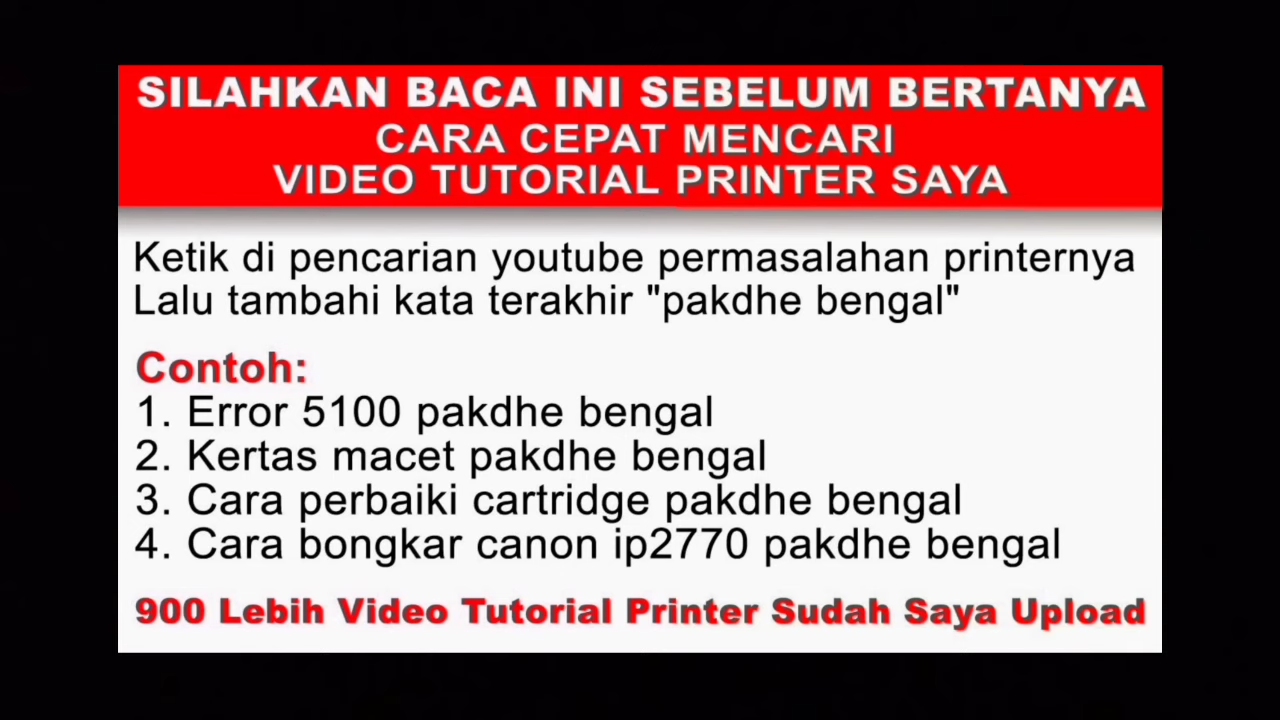 SILAHKAN BACA INI SEBELUM BERTANYA
CARA CEPAT MENCARI
VIDEO TUTORIAL PRINTER SAYA
Ketik di pencarian youtube permasalahan printernya
Lalu tambahi kata terakhir "pakdhe bengal"
Contoh:
1. Error 5100 pakdhe bengal
2. Kertas macet pakdhe bengal
3. Cara perbaiki cartridge pakdhe bengal
4. Cara bongkar canon ip2770 pakdhe bengal
900 Lebih Video Tutorial Printer Sudah Saya Upload